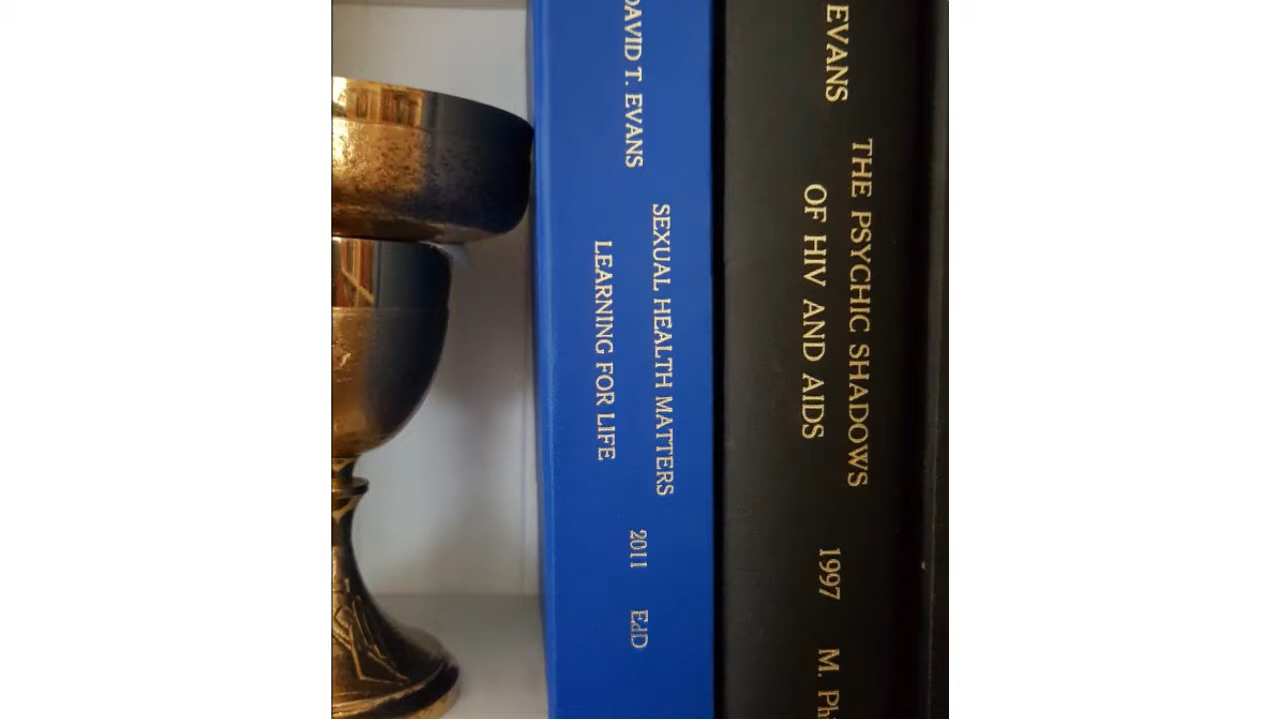 DAVID T. EVANS
SEXUAL HEALTH MATTERS
LEARNING FOR LIFE
2011
EdD
EVANS
THE PSYCHIC SHADOWS
OF HIV AND AIDS
1997
M. Ph